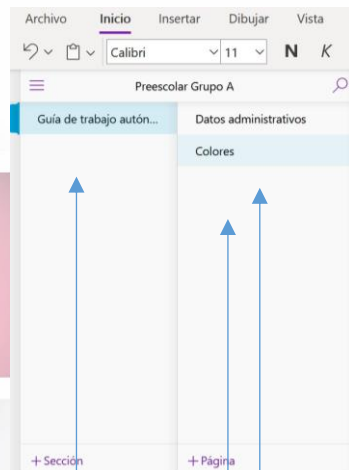 Archivo Inicio Insertar Dibujar Vista
Calibri 11 N K
Preescolar Grupo A
Guía de trabajo autón... Datos administrativos
Colores
+ Sección + Página